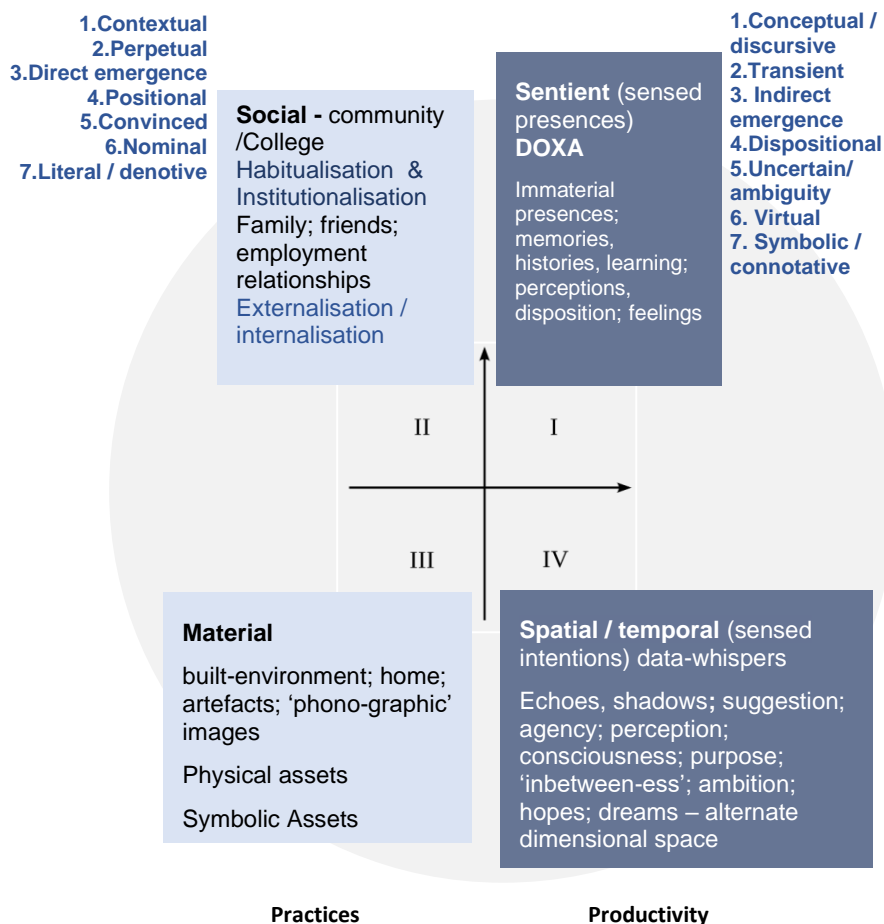 1.Contextual
2.Perpetual
3.Direct emergence
4.Positional
5.Convinced
6.Nominal
7.Literal / denotive
1.Conceptual /
discursive
2.Transient
3. Indirect
emergence
4.Dispositional
5.Uncertain/
ambiguity
6. Virtual
7. Symbolic /
connotative
Social - community
/College
Habitualisation &
Institutionalisation
Family; friends;
employment
relationships
Externalisation /
internalisation
Sentient (sensed
presences)
DOXA
Immaterial
presences;
memories,
histories, learning;
perceptions,
disposition; feelings
II
I
III
IV
Material
built-environment; home;
artefacts; ‘phono-graphic’
images
Physical assets
Symbolic Assets
Spatial / temporal (sensed
intentions) data-whispers
Echoes, shadows; suggestion;
agency; perception;
consciousness; purpose;
‘inbetween-ess’; ambition;
hopes; dreams – alternate
dimensional space
Practices
Productivity